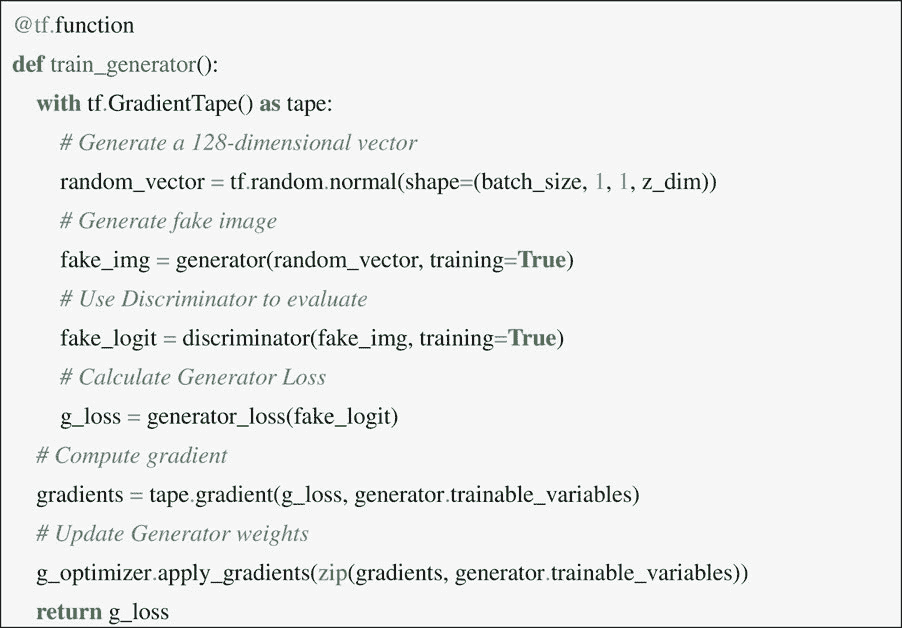 @tf.function
def train_generator():
with tf.GradientTape() as tape:
# Generate a 128-dimensional vector
random_vector = tf.random.normal(shape=(batch_size, 1, 1, z_dim))
# Generate fake image
fake_img = generator(random_vector, training=True)
# Use Discriminator to evaluate
fake_logit = discriminator(fake_img, training=True)
# Calculate Generator Loss
g_loss = generator_loss(fake_logit)
# Compute gradient
gradients = tape.gradient(g_loss, generator.trainable_variables)
# Update Generator weights
g_optimizer.apply_gradients(zip(gradients, generator.trainable_variables))
return g_loss